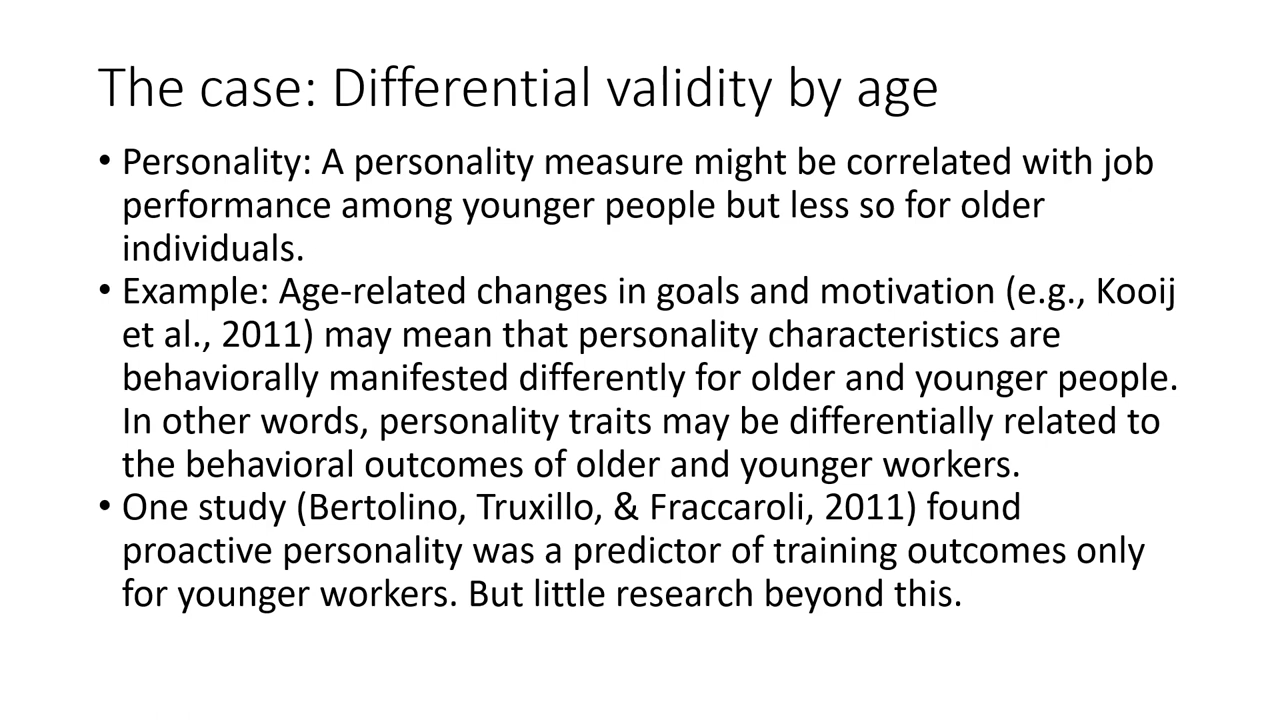 The case: Differential validity by age
• Personality: A personality measure might be correlated with job
performance among younger people but less so for older
individuals.
• Example: Age-related changes in goals and motivation (e.g., Kooij
et al., 2011) may mean that personality characteristics are
behaviorally manifested differently for older and younger people.
In other words, personality traits may be differentially related to
the behavioral outcomes of older and younger workers.
• One study (Bertolino, Truxillo, & Fraccaroli, 2011) found
proactive personality was a predictor of training outcomes only
for younger workers. But little research beyond this.